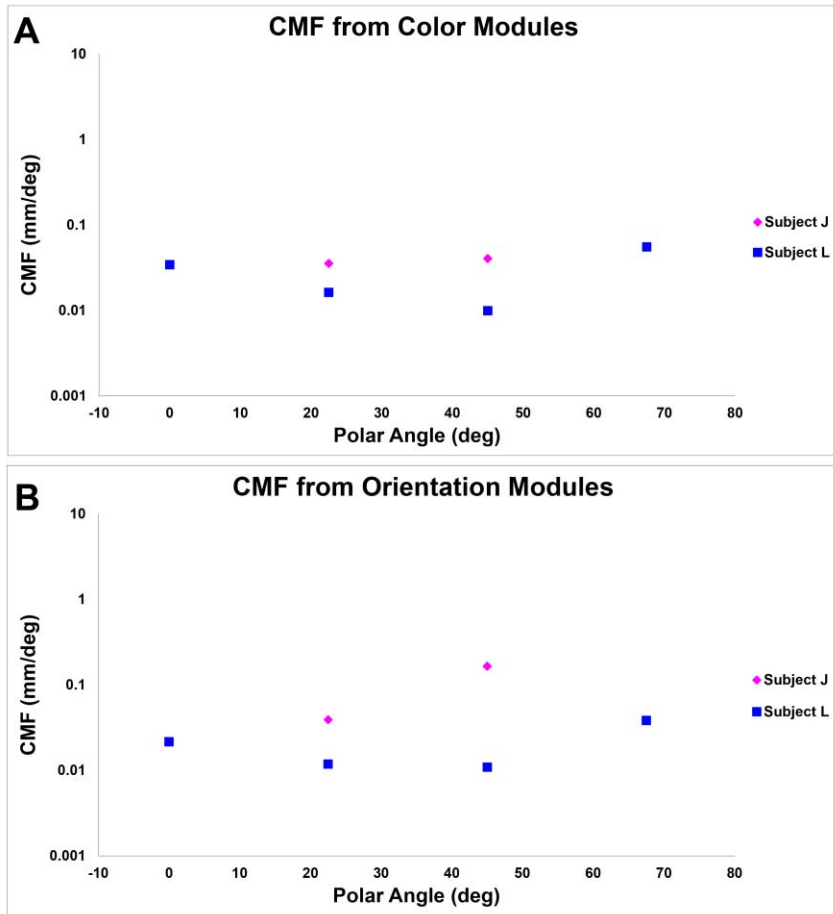 A
CMF from Color Modules
10
1
0.1
0.01
0.001
CMF (mm/deg)
-10 0 10 20 30 40 50 60 70 80
Polar Angle (deg)
Subject J
Subject L
B
CMF from Orientation Modules
10
1
0.1
0.01
0.001
CMF (mm/deg)
-10 0 10 20 30 40 50 60 70 80
Polar Angle (deg)
Subject J
Subject L